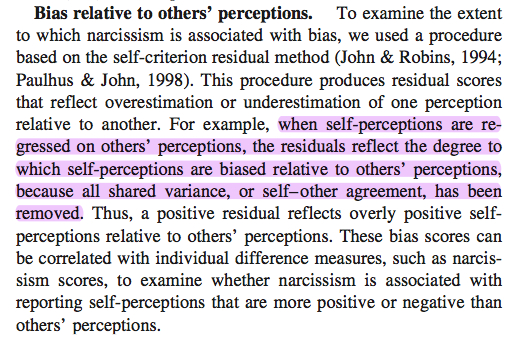 Bias relative to others’ perceptions. To examine the extent
to which narcissism is associated with bias, we used a procedure
based on the self-criterion residual method (John & Robins, 1994;
Paulhus & John, 1998). This procedure produces residual scores
that reflect overestimation or underestimation of one perception
relative to another. For example, when self-perceptions are re-
gressed on others’ perceptions, the residuals reflect the degree to
which self-perceptions are biased relative to others’ perceptions,
because all shared variance, or self–other agreement, has been
removed. Thus, a positive residual reflects overly positive self-
perceptions relative to others’ perceptions. These bias scores can
be correlated with individual difference measures, such as narcis-
sism scores, to examine whether narcissism is associated with
reporting self-perceptions that are more positive or negative than
others’ perceptions.